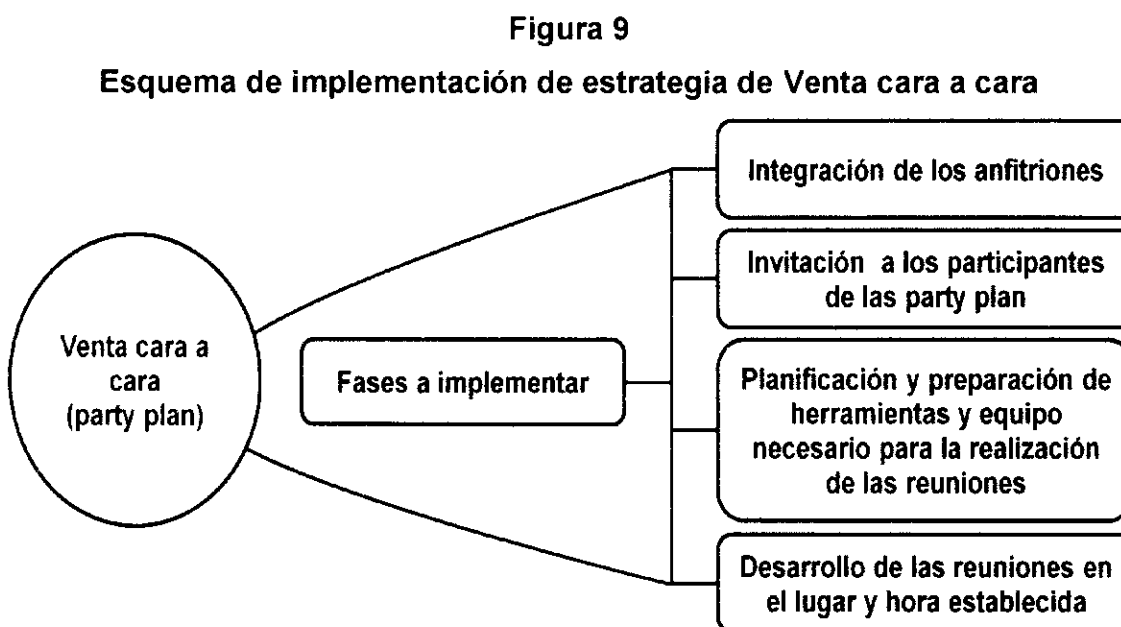 Figura 9
Esquema de implementación de estrategia de Venta cara a cara
Venta cara a
cara
(party plan)
Fases a implementar
Integración de los anfitriones
Invitación a los participantes
de las party plan
Planificación y preparación de
herramientas y equipo
necesario para la realización
de las reuniones
Desarrollo de las reuniones en
el lugar y hora establecida